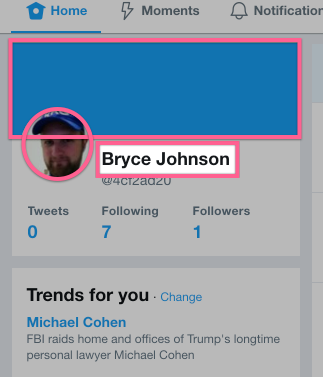 Home Moments Notification
Bryce Johnson
@4cf2ad20
Tweets Following Followers
0 7 1
Trends for you · Change
Michael Cohen
FBI raids home and offices of Trump's longtime
personal lawyer Michael Cohen